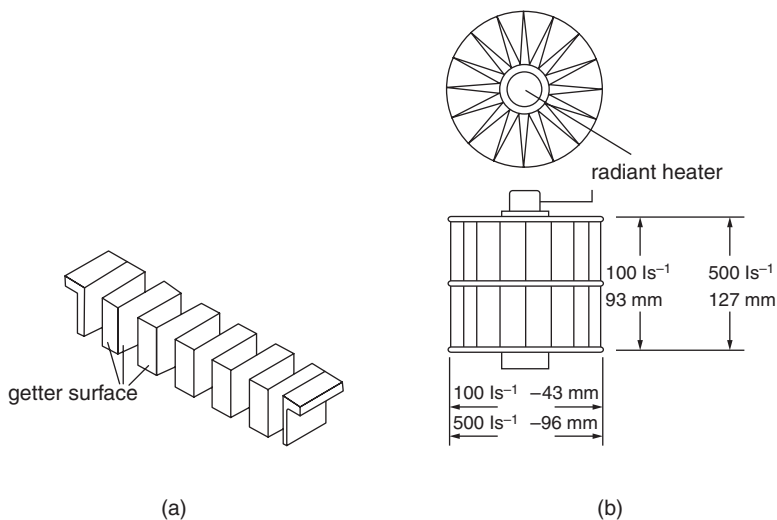 radiant heater
100 ls⁻¹
93 mm
500 ls⁻¹
127 mm
getter surface
100 ls⁻¹ –43 mm
500 ls⁻¹ –96 mm
(a)
(b)